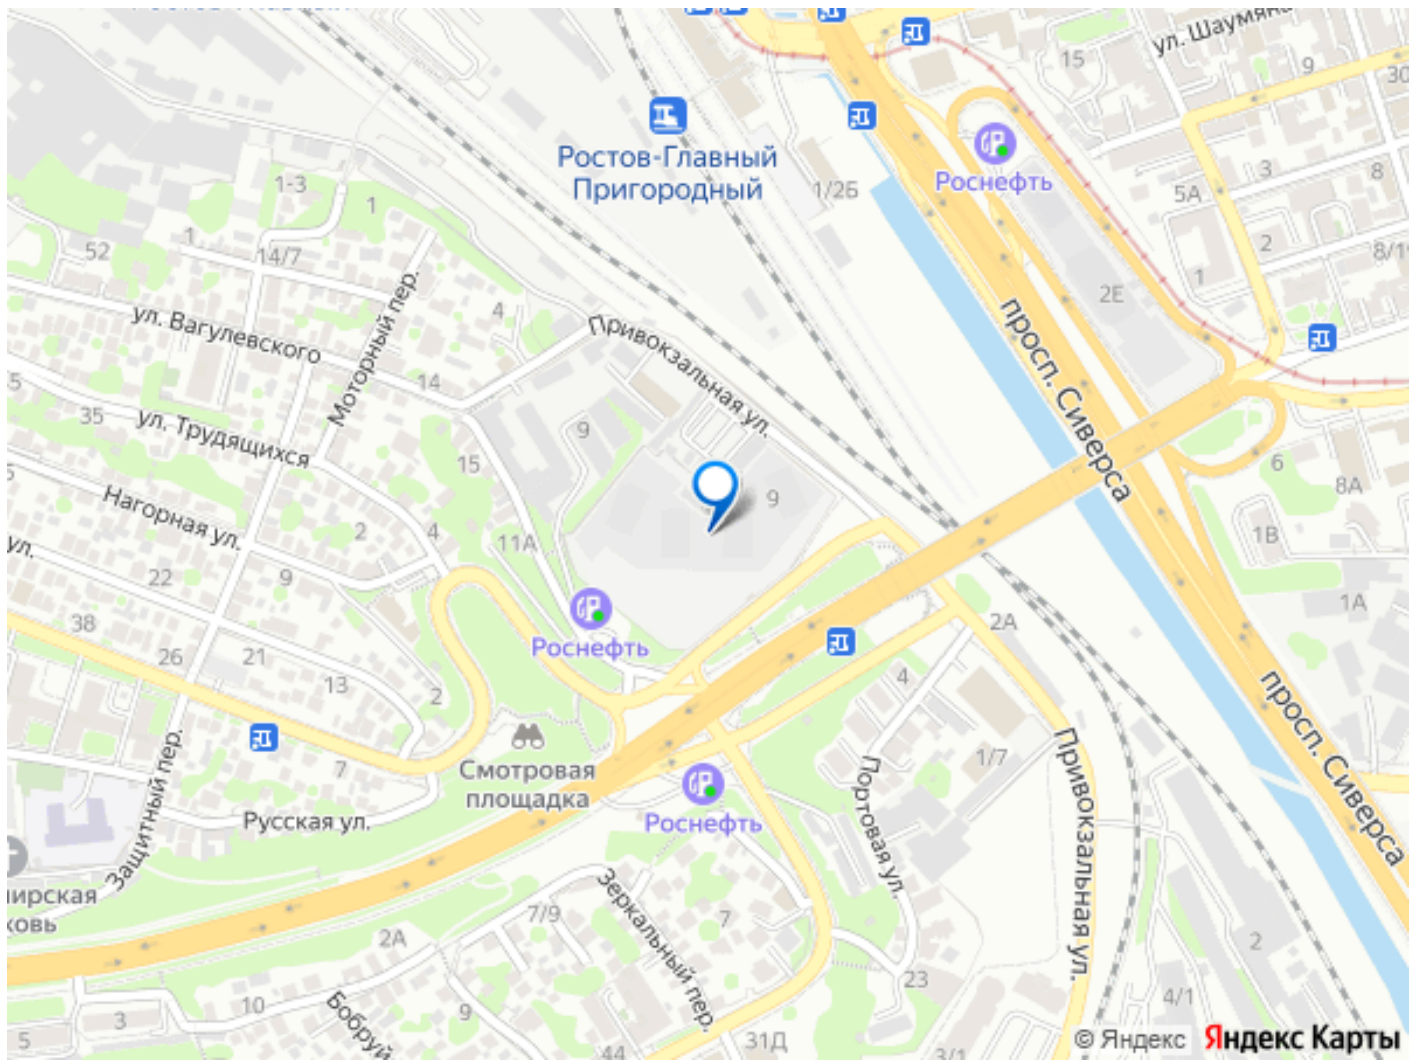 ул. Шаумяна
15
9
30
Ростов-Главный
Пригородный
1/2Б
Роснефть
3
8
5А
2
8/19
1
2Е
1-3
1
1
52
14/7
4
ул. Вагулевского
Моторный пер.
Привокзальная ул.
просп. Сиверса
14
35
ул. Трудящихся
9
15
9
6
8А
Нагорная ул.
2
4
11А
1В
ул.
22
9
1А
38
Роснефть
2А
26
21
13
2
4
просп. Сиверса
7
Смотровая
площадка
1/7
Привокзальная ул.
Портовая ул.
Русская ул.
Защитный пер.
Роснефть
7/9
Зеркальный пер.
7
2А
23
2
10
9
4/1
5
3
Бобруй
44
31Д
3/1
© Яндекс
Яндекс Карты